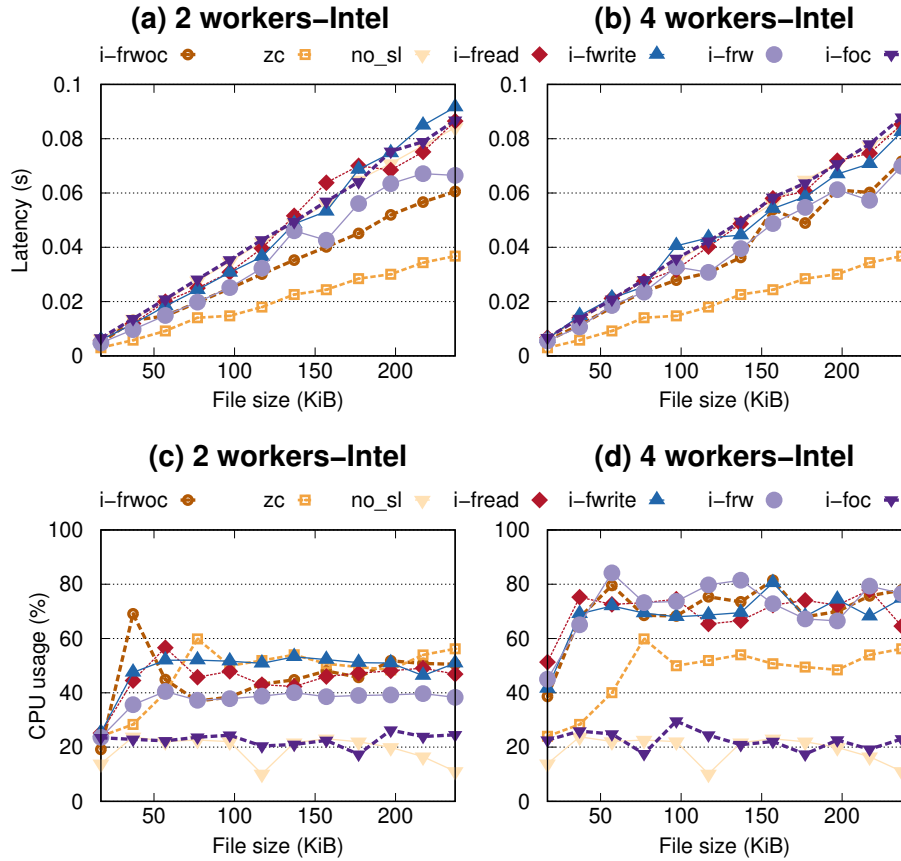 (a) 2 workers–Intel
i–frwoc zc no_sl i–fread
0.1
0.08
0.06
0.04
0.02
0
Latency (s)
50 100 150 200
File size (KiB)
(b) 4 workers–Intel
i–fwrite i–frw i–foc
0.1
0.08
0.06
0.04
0.02
0
50 100 150 200
File size (KiB)
(c) 2 workers–Intel
i–frwoc zc no_sl i–fread
100
80
60
40
20
0
CPU usage (%)
50 100 150 200
File size (KiB)
(d) 4 workers–Intel
i–fwrite i–frw i–foc
100
80
60
40
20
0
50 100 150 200
File size (KiB)